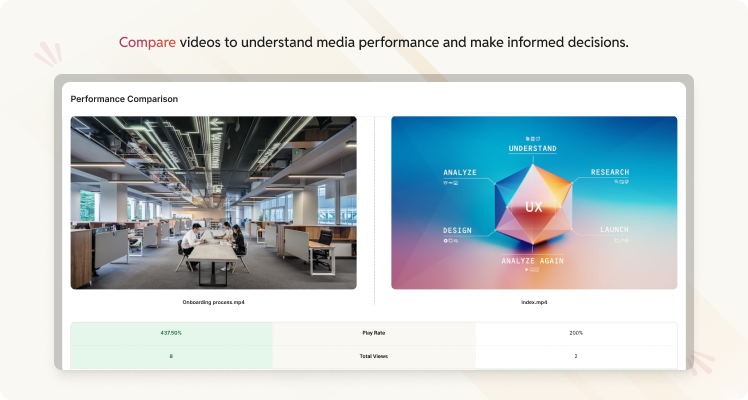 Compare videos to understand media performance and make informed decisions.
Performance Comparison
UNDERSTAND
ANALYZE
RESEARCH
UX
DESIGN
LAUNCH
ANALYZE AGAIN
Onboarding process.mp4
Index.mp4
437.50% Play Rate 200%
8 Total Views 2